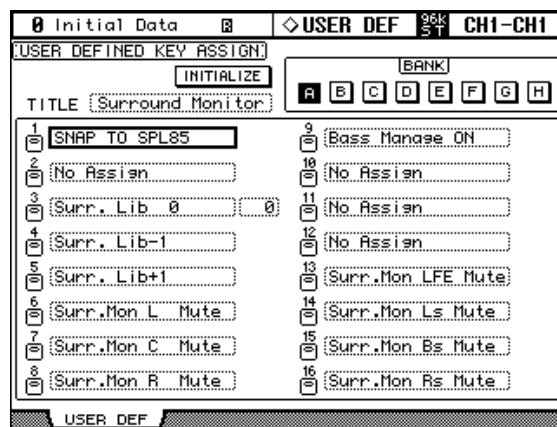 0 Initial Data R ◇USER DEF 96k ST CH1-CH1
USER DEFINED KEY ASSIGN
INITIALIZE
TITLE Surround Monitor
BANK
A B C D E F G H
1 SNAP TO SPL85
2 No Assign
3 Surr. Lib 0 0
4 Surr. Lib-1
5 Surr. Lib+1
6 Surr.Mon L Mute
7 Surr.Mon C Mute
8 Surr.Mon R Mute
9 Bass Manage ON
10 No Assign
11 No Assign
12 No Assign
13 Surr.Mon LFE Mute
14 Surr.Mon Ls Mute
15 Surr.Mon Bs Mute
16 Surr.Mon Rs Mute
USER DEF